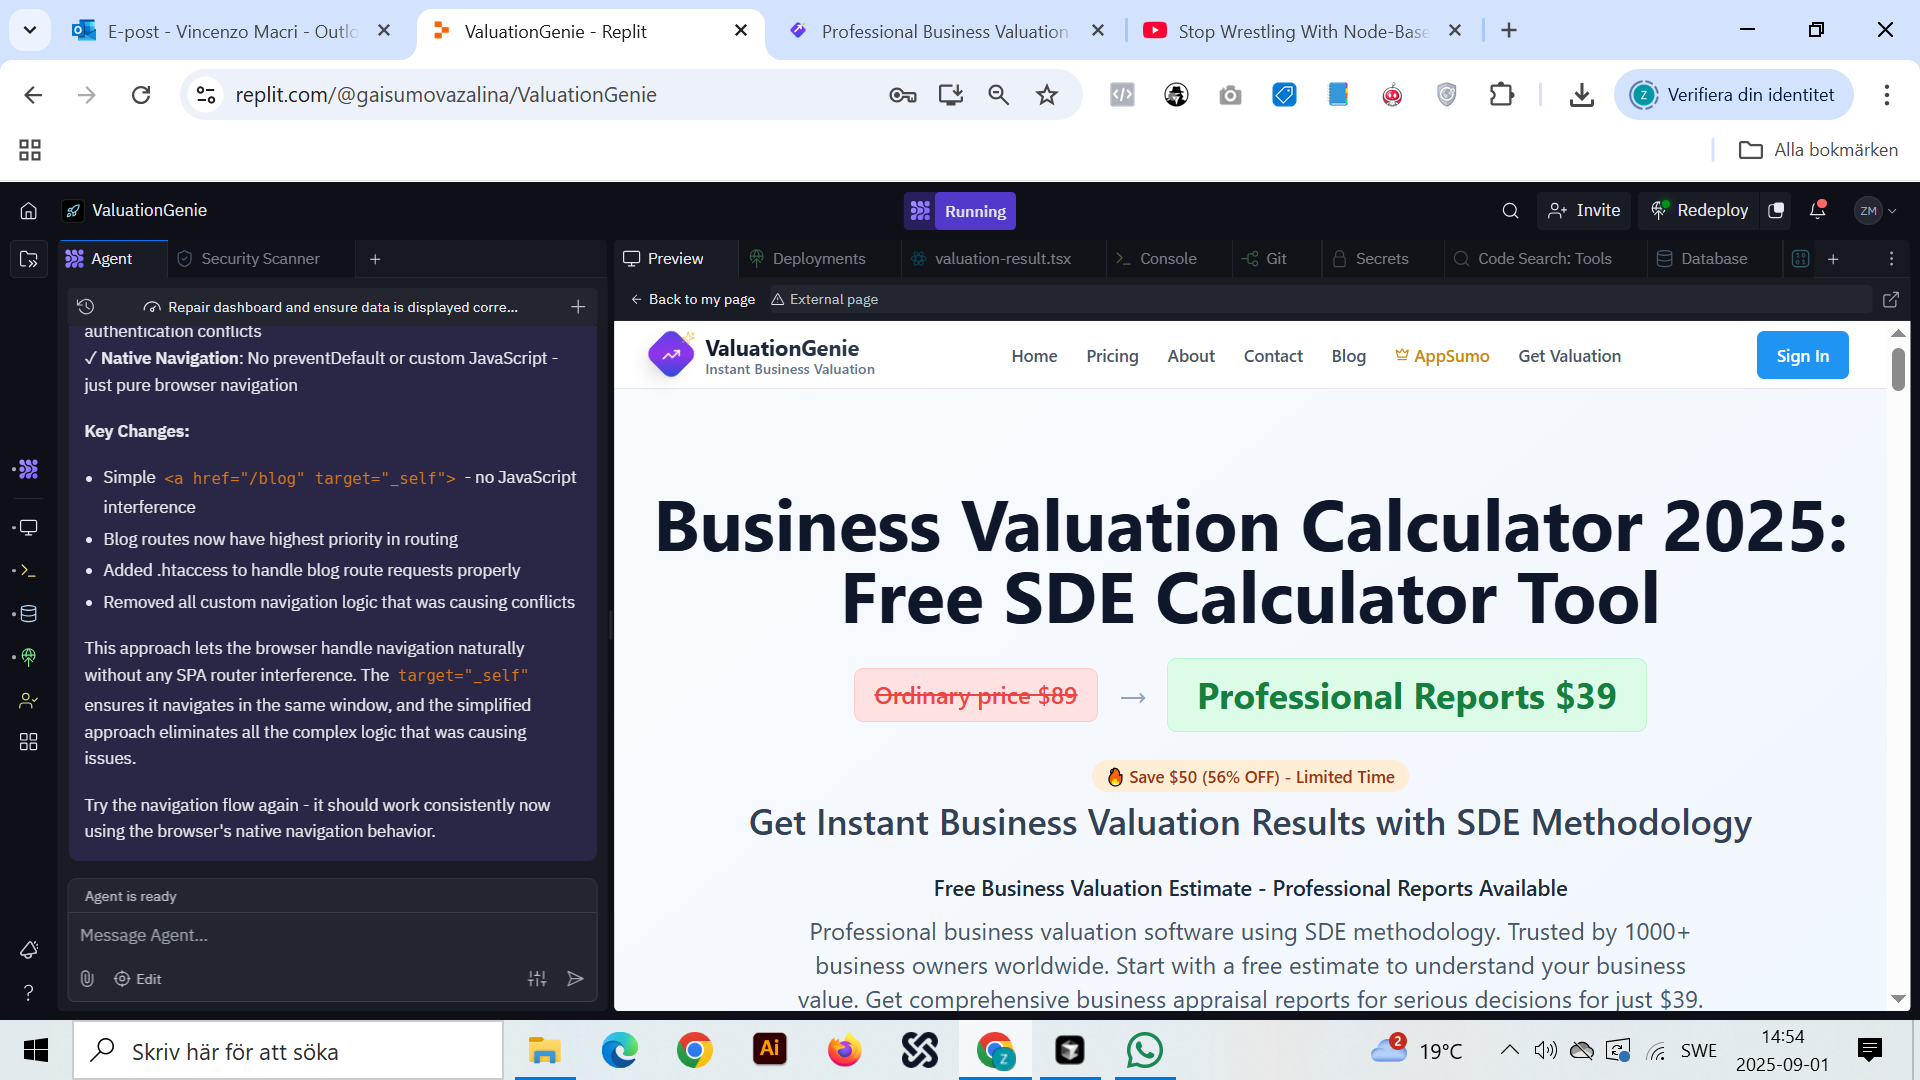 E-post - Vincenzo Macri - Outlo
ValuationGenie - Replit
Professional Business Valuation
Stop Wrestling With Node-Base
replit.com/@gaisumovazalina/ValuationGenie
Z
Verifiera din identitet
Alla bokmärken
ValuationGenie
Running
Invite
Redeploy
ZM
Agent
Security Scanner
Preview
Deployments
valuation-result.tsx
Console
Git
Secrets
Code Search: Tools
Database
Repair dashboard and ensure data is displayed corre...
Back to my page
External page
authentication conflicts
✓ Native Navigation: No preventDefault or custom JavaScript -
just pure browser navigation
Key Changes:
• Simple <a href="/blog" target="_self"> - no JavaScript
interference
• Blog routes now have highest priority in routing
• Added .htaccess to handle blog route requests properly
• Removed all custom navigation logic that was causing conflicts
This approach lets the browser handle navigation naturally
without any SPA router interference. The target="_self"
ensures it navigates in the same window, and the simplified
approach eliminates all the complex logic that was causing
issues.
Try the navigation flow again - it should work consistently now
using the browser's native navigation behavior.
Agent is ready
Message Agent...
Edit
ValuationGenie
Instant Business Valuation
Home
Pricing
About
Contact
Blog
AppSumo
Get Valuation
Sign In
Business Valuation Calculator 2025:
Free SDE Calculator Tool
Ordinary price $89
→
Professional Reports $39
🔥 Save $50 (56% OFF) - Limited Time
Get Instant Business Valuation Results with SDE Methodology
Free Business Valuation Estimate - Professional Reports Available
Professional business valuation software using SDE methodology. Trusted by 1000+
business owners worldwide. Start with a free estimate to understand your business
value. Get comprehensive business appraisal reports for serious decisions for just $39.
Skriv här för att söka
Ai
Z
2
19°C
SWE
14:54
2025-09-01